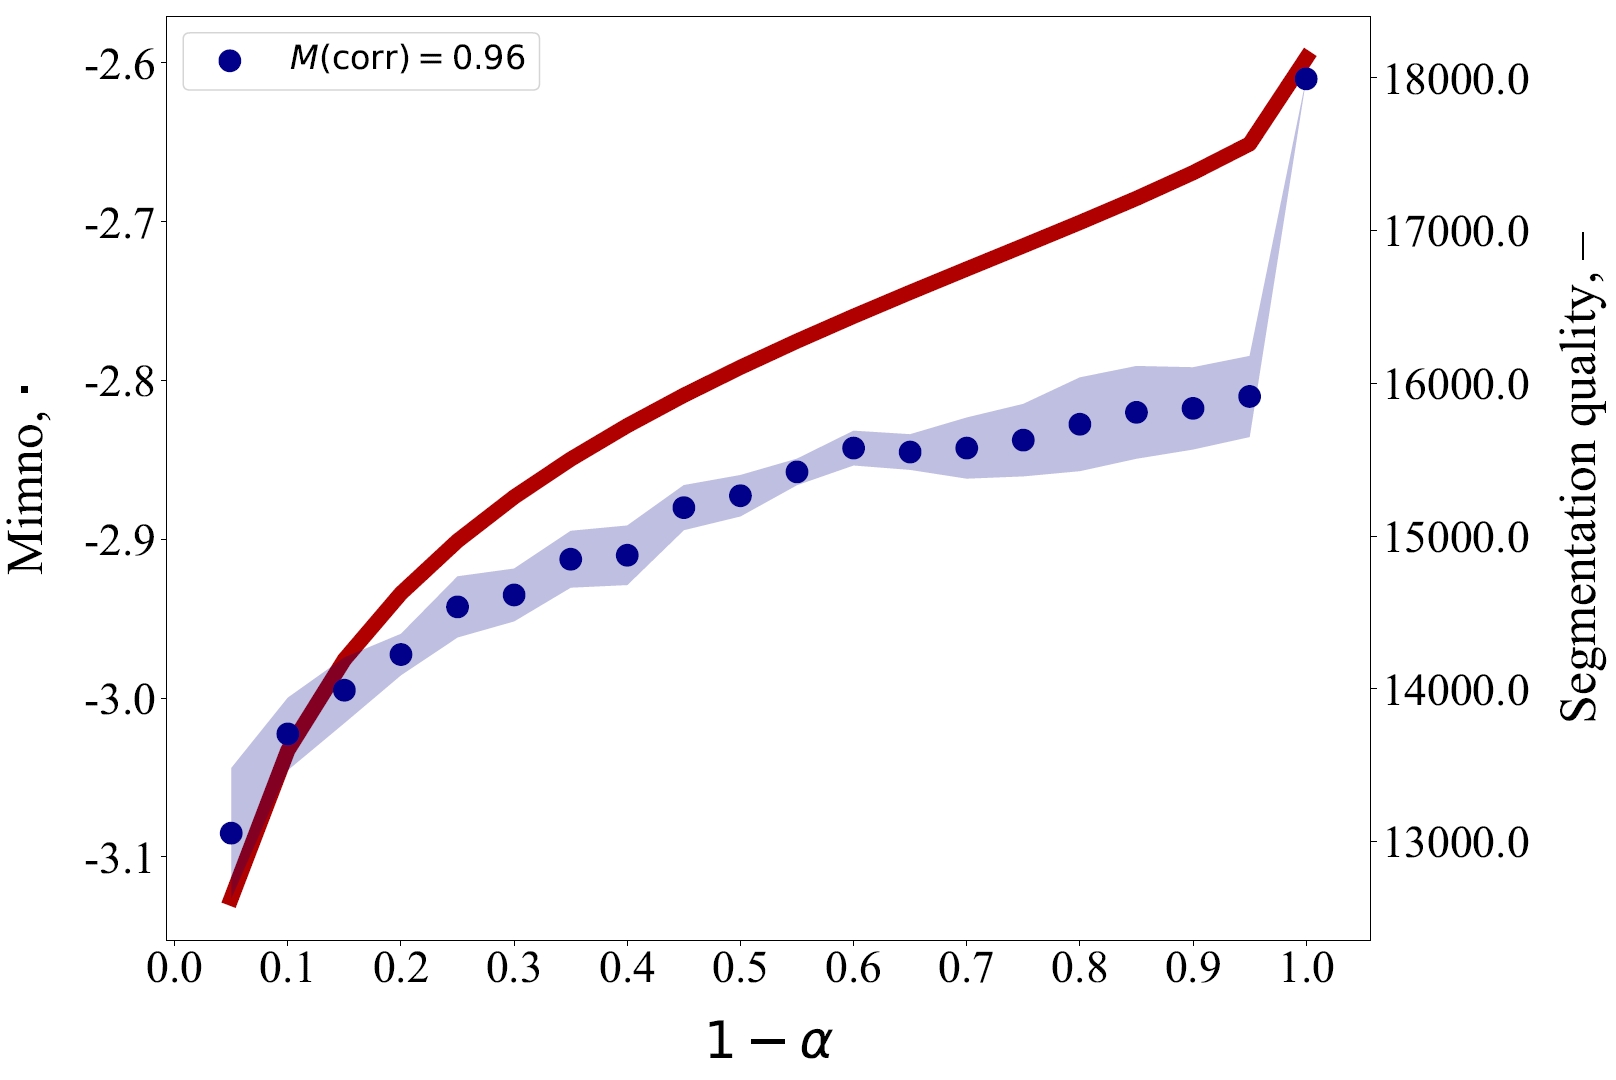 M(corr) = 0.96
-2.6
-2.7
-2.8
-2.9
-3.0
-3.1
Mimno, ·
18000.0
17000.0
16000.0
15000.0
14000.0
13000.0
Segmentation quality, —
0.0 0.1 0.2 0.3 0.4 0.5 0.6 0.7 0.8 0.9 1.0
1 − α